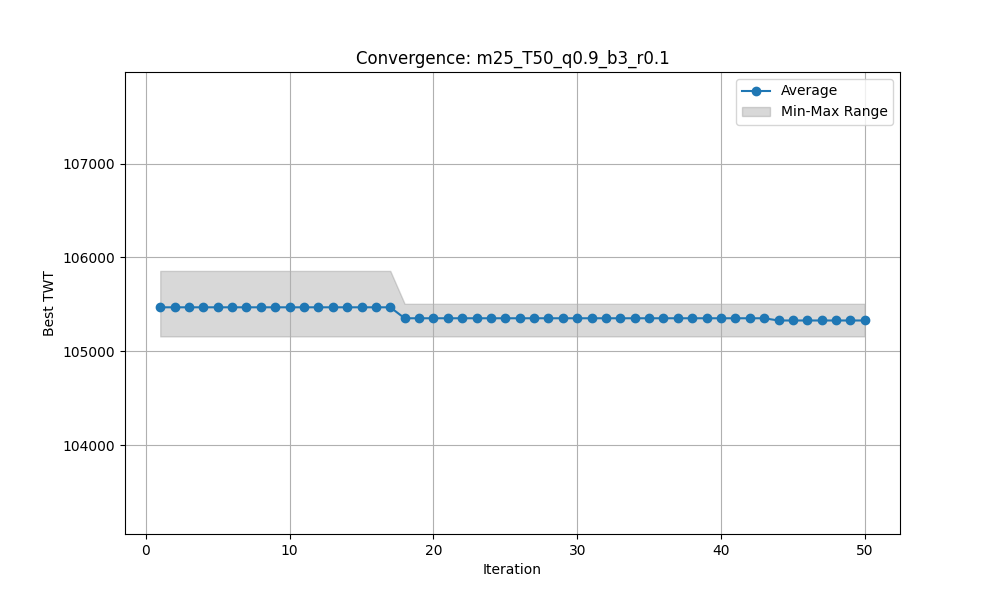 Convergence: m25_T50_q0.9_b3_r0.1
Average
Min-Max Range
107000
106000
105000
104000
Best TWT
0 10 20 30 40 50
Iteration